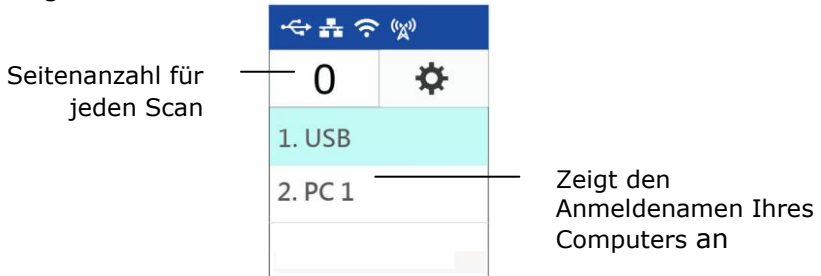 Seitenanzahl für
jeden Scan
0
1. USB
2. PC 1
Zeigt den
Anmeldenamen Ihres
Computers an